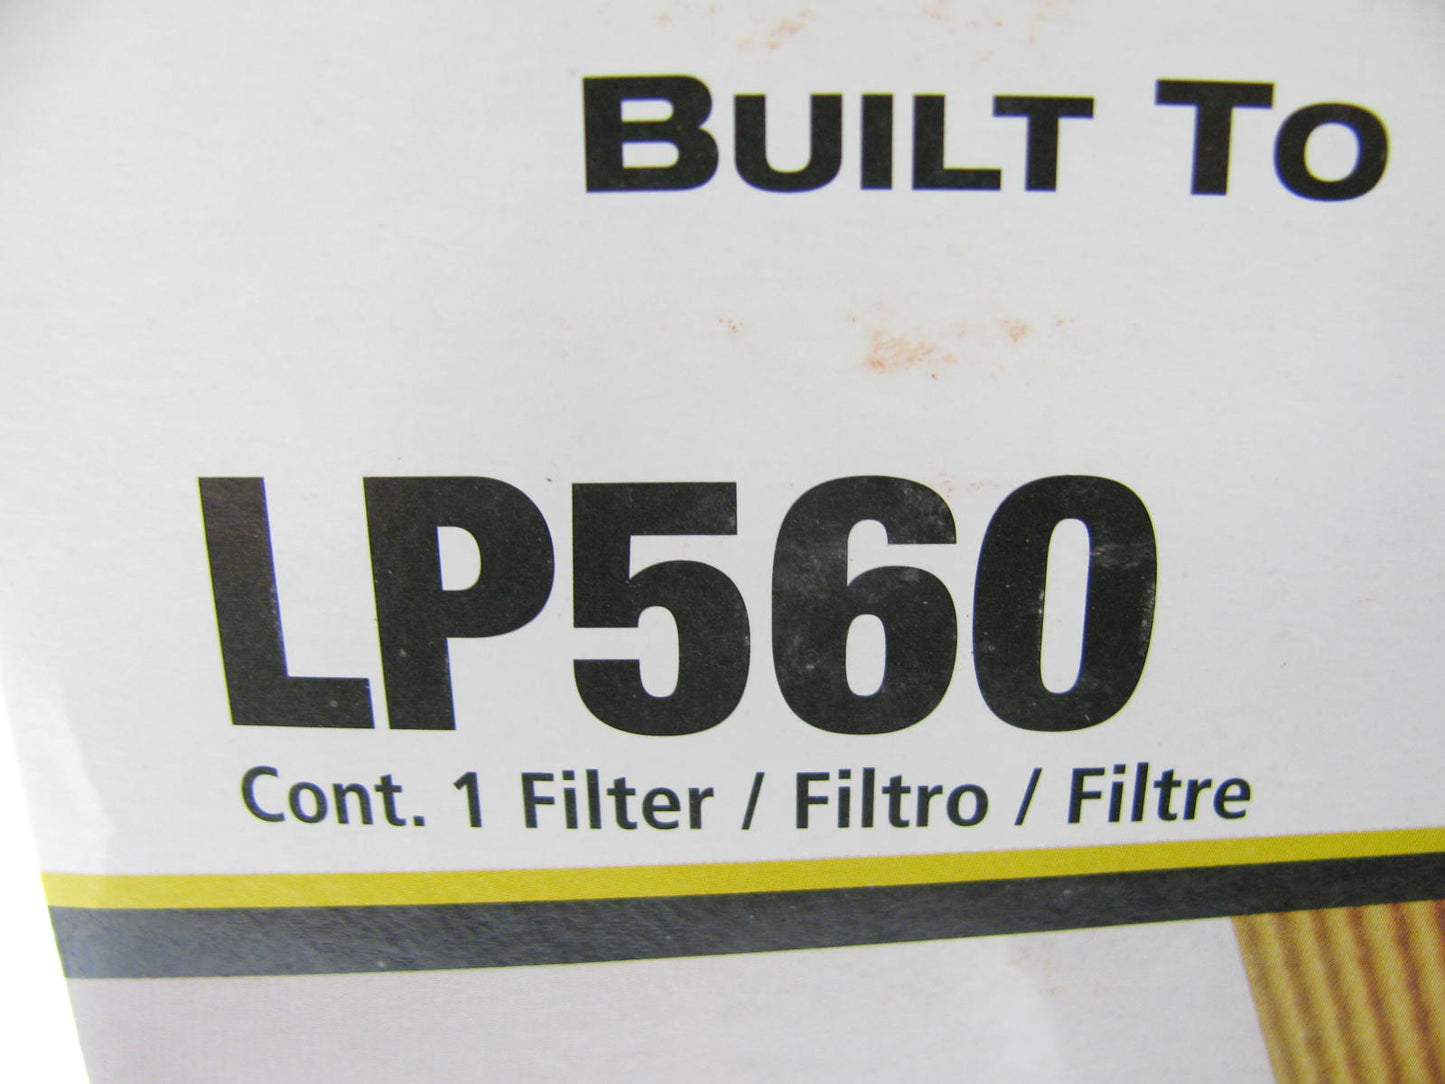 BUILT TO
LP560
Cont. 1 Filter / Filtro / Filtre